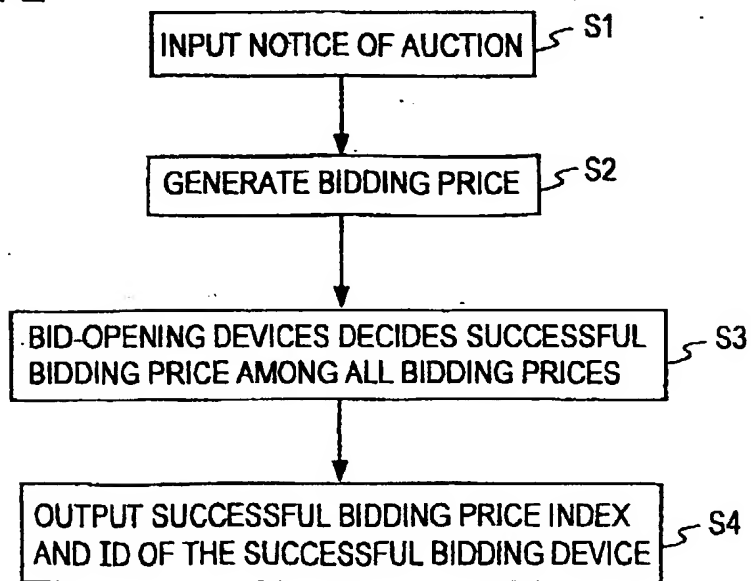 INPUT NOTICE OF AUCTION
S1
GENERATE BIDDING PRICE
S2
BID-OPENING DEVICES DECIDES SUCCESSFUL
BIDDING PRICE AMONG ALL BIDDING PRICES
S3
OUTPUT SUCCESSFUL BIDDING PRICE INDEX
AND ID OF THE SUCCESSFUL BIDDING DEVICE
S4